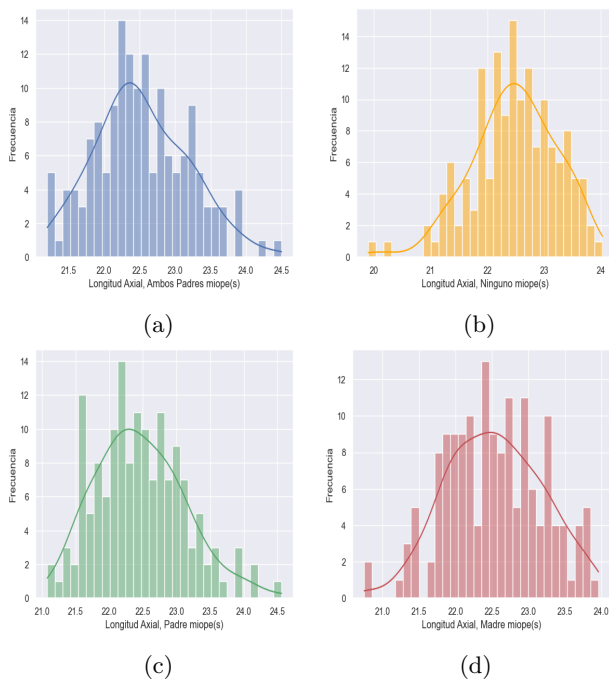 14
12
10
8
6
4
2
0
Frecuencia
21.5 22.0 22.5 23.0 23.5 24.0 24.5
Longitud Axial, Ambos Padres miope(s)
(a)
14
12
10
8
6
4
2
0
Frecuencia
20 21 22 23 24
Longitud Axial, Ninguno miope(s)
(b)
14
12
10
8
6
4
2
0
Frecuencia
21.0 21.5 22.0 22.5 23.0 23.5 24.0 24.5
Longitud Axial, Padre miope(s)
(c)
12
10
8
6
4
2
0
Frecuencia
21.0 21.5 22.0 22.5 23.0 23.5 24.0
Longitud Axial, Madre miope(s)
(d)